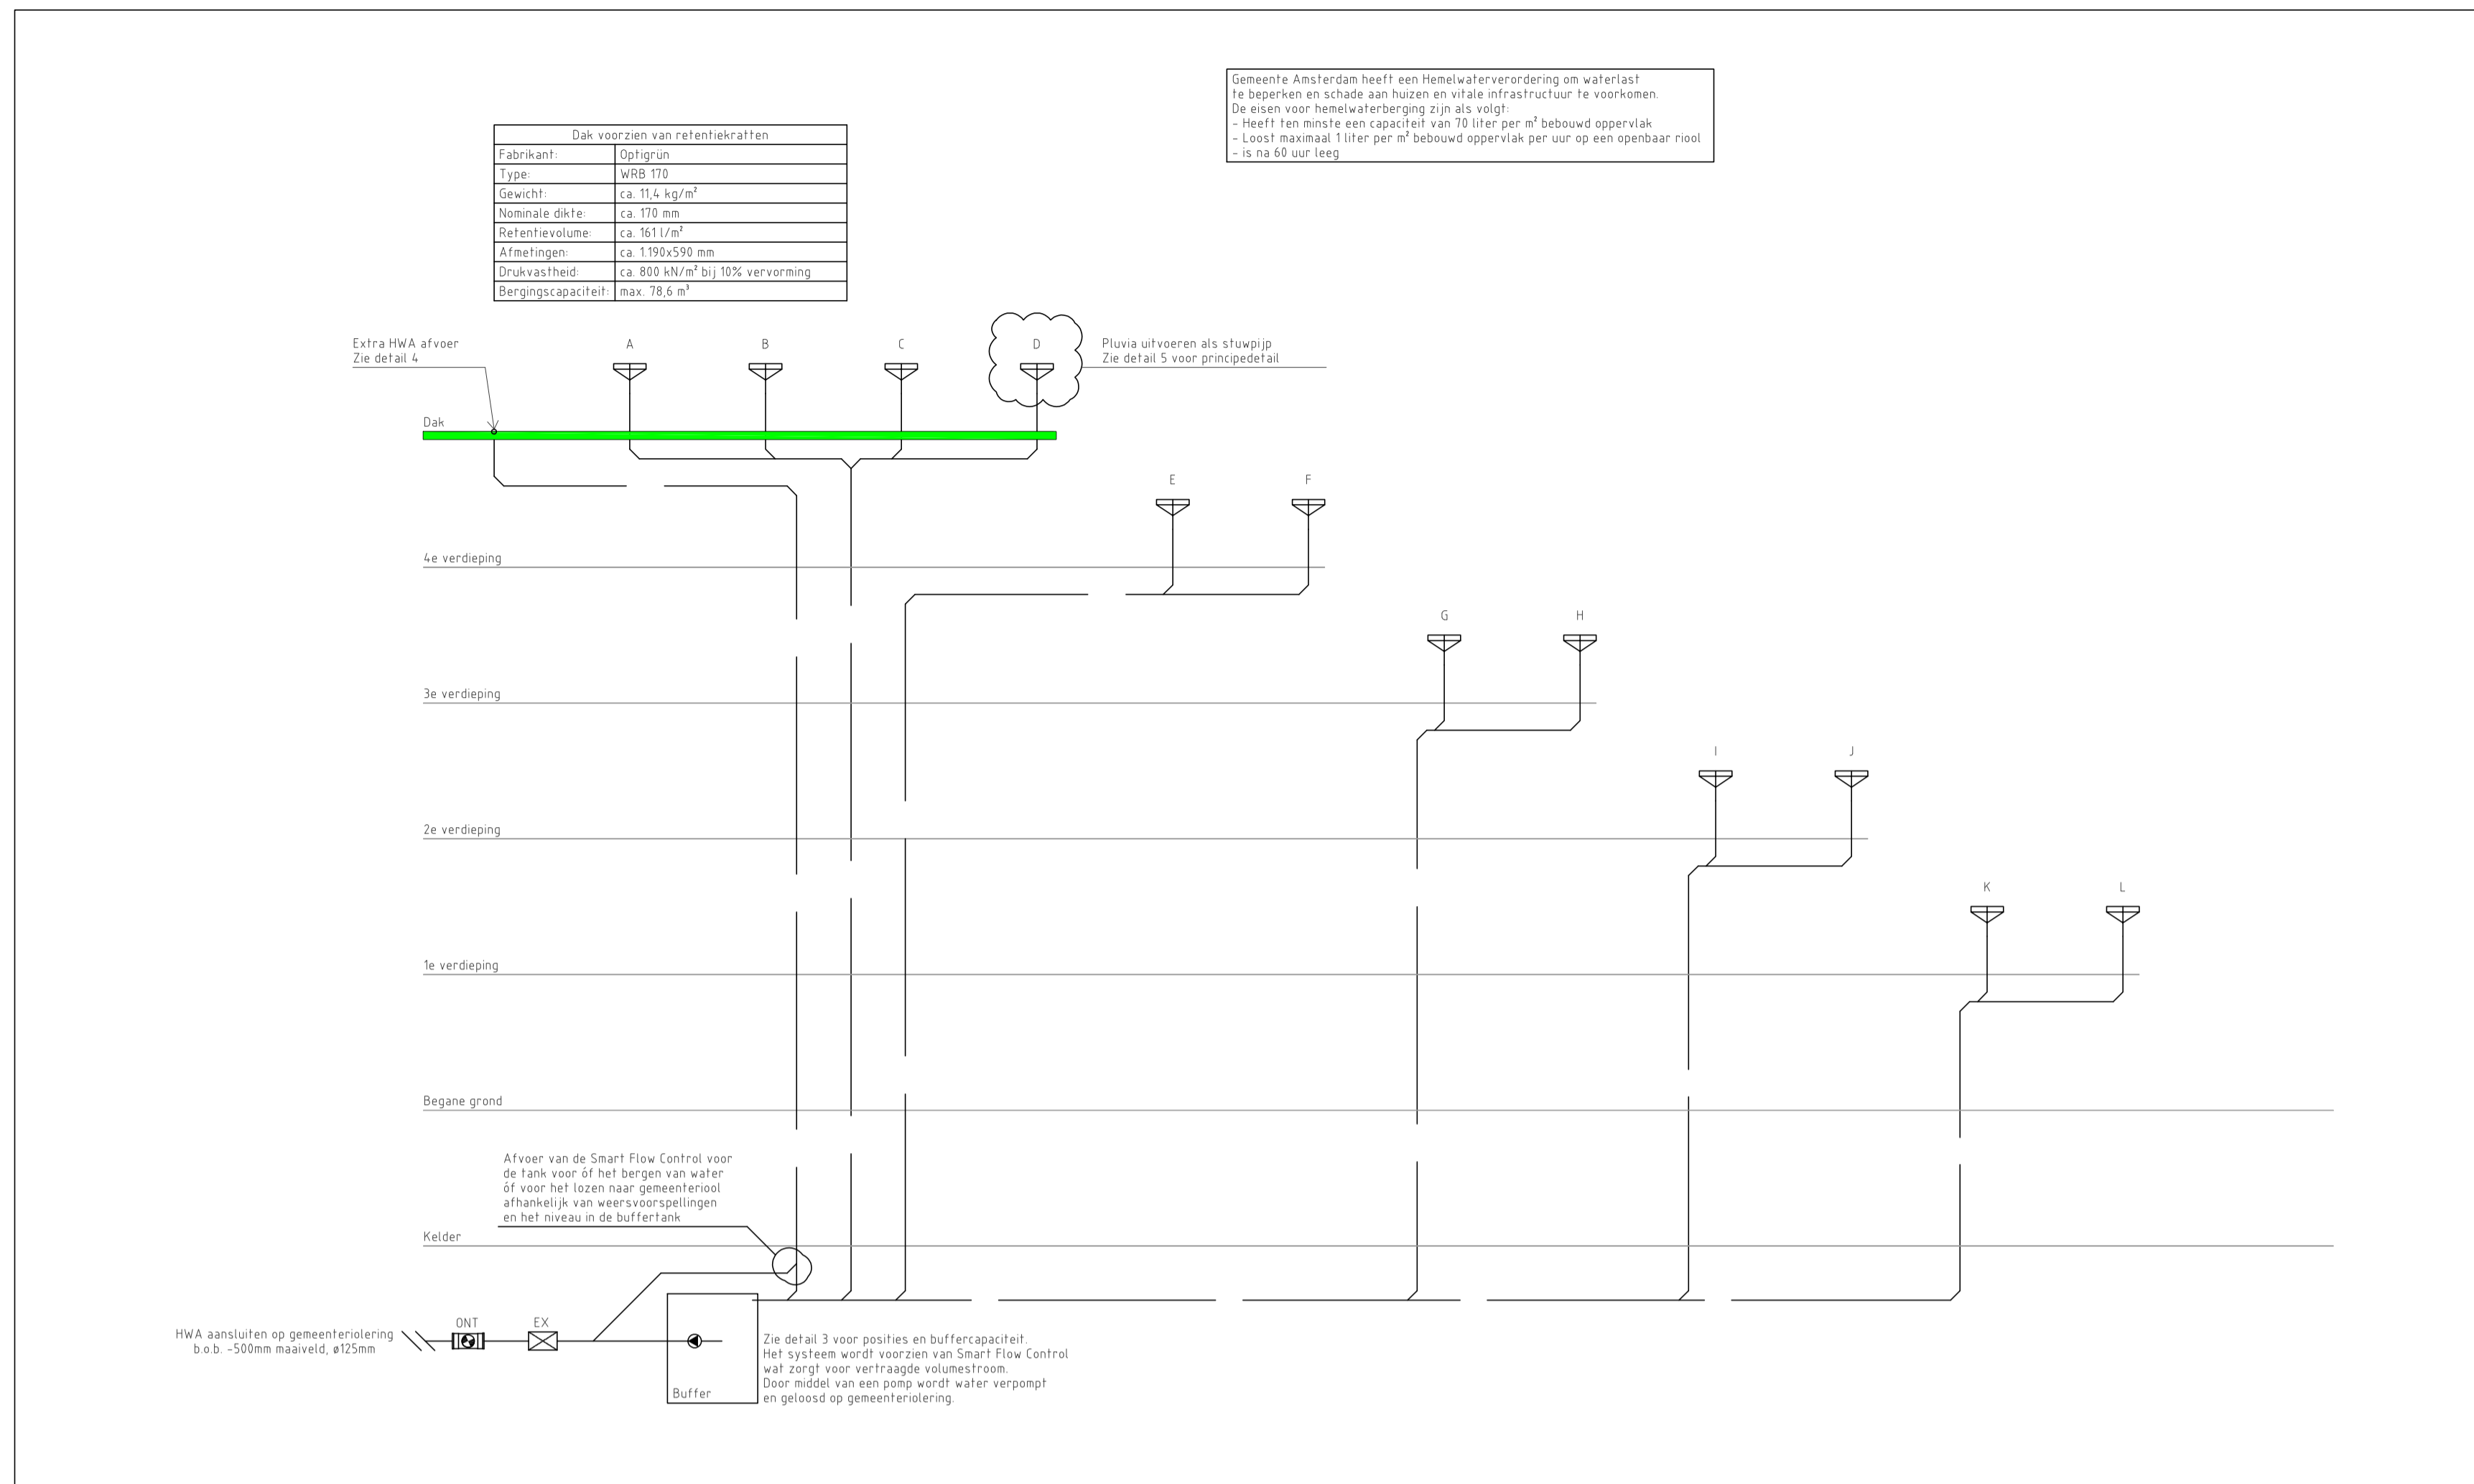 Gemeente Amsterdam heeft een Hemelwaterverordering om waterlast
te beperken en schade aan huizen en vitale infrastructuur te voorkomen.
De eisen voor hemelwaterberging zijn als volgt:
- Heeft ten minste een capaciteit van 70 liter per m² bebouwd oppervlak
- Loost maximaal 1 liter per m² bebouwd oppervlak per uur op een openbaar riool
- is na 60 uur leeg
Dak voorzien van retentiekratten
Fabrikant: Optigrün
Type: WRB 170
Gewicht: ca. 11,4 kg/m²
Nominale dikte: ca. 170 mm
Retentievolume: ca. 161 l/m²
Afmetingen: ca. 1.190x590 mm
Drukvastheid: ca. 800 kN/m² bij 10% vervorming
Bergingscapaciteit: max. 78,6 m³
Extra HWA afvoer
Zie detail 4
A B C D
Pluvia uitvoeren als stuwpijp
Zie detail 5 voor principedetail
Dak
E F
4e verdieping
G H
3e verdieping
I J
2e verdieping
K L
1e verdieping
Begane grond
Afvoer van de Smart Flow Control voor
de tank voor óf het bergen van water
óf voor het lozen naar gemeenteriool
afhankelijk van weersvoorspellingen
en het niveau in de buffertank
Kelder
HWA aansluiten op gemeenteriolering
b.o.b. -500mm maaiveld, ø125mm
ONT EX
Buffer
Zie detail 3 voor posities en buffercapaciteit.
Het systeem wordt voorzien van Smart Flow Control
wat zorgt voor vertraagde volumestroom.
Door middel van een pomp wordt water verpompt
en geloosd op gemeenteriolering.